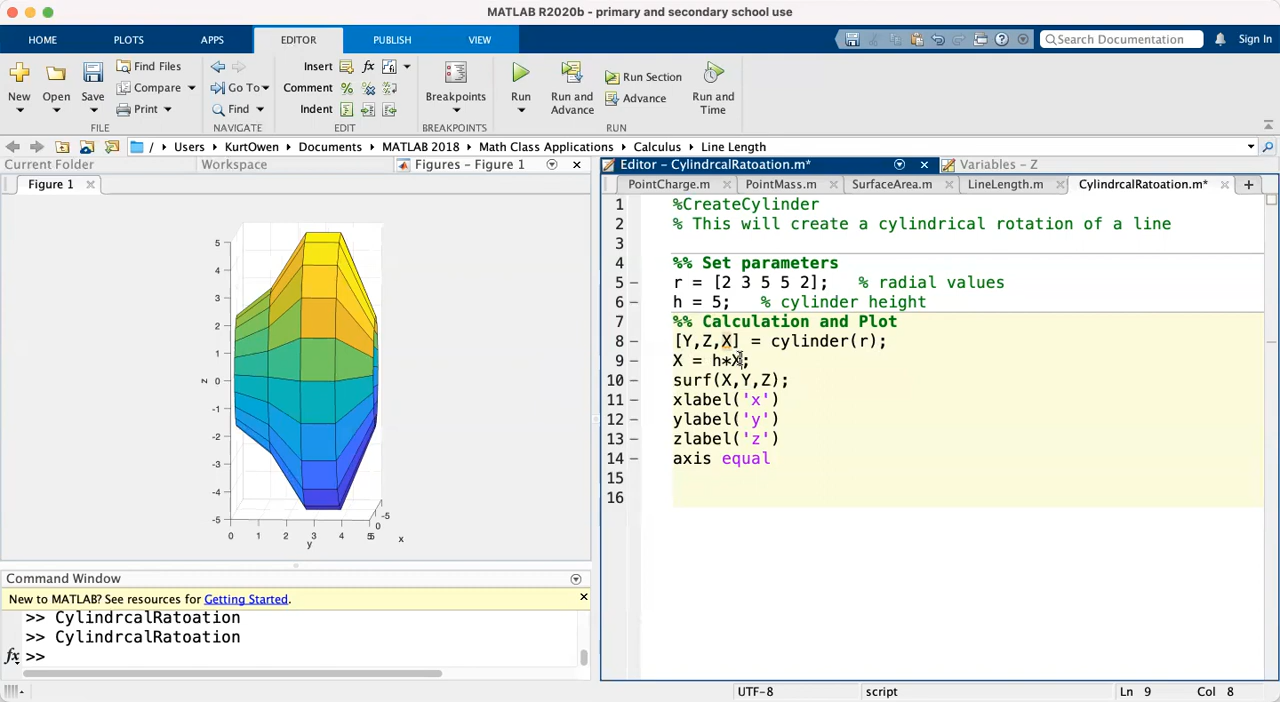 MATLAB R2020b - primary and secondary school use
HOME PLOTS APPS EDITOR PUBLISH VIEW Search Documentation Sign In
New Open Save Find Files Compare Print Go To Find Insert fx Comment Indent Breakpoints Run Run and Advance Run Section Advance Run and Time
FILE NAVIGATE EDIT BREAKPOINTS RUN
/ Users KurtOwen Documents MATLAB 2018 Math Class Applications Calculus Line Length
Current Folder Workspace Figures - Figure 1 Editor - CylindrcalRatoation.m* Variables - Z
Figure 1 PointCharge.m PointMass.m SurfaceArea.m LineLength.m CylindrcalRatoation.m*
1 %CreateCylinder
2 % This will create a cylindrical rotation of a line
3
4 %% Set parameters
5 r = [2 3 5 5 2]; % radial values
6 h = 5; % cylinder height
7 %% Calculation and Plot
8 [Y,Z,X] = cylinder(r);
9 X = h*X;
10 surf(X,Y,Z);
11 xlabel('x')
12 ylabel('y')
13 zlabel('z')
14 axis equal
15
16
5
4
3
2
1
z 0
-1
-2
-3
-4
-5
0 1 2 3 4 5
-5
0
y x
Command Window
New to MATLAB? See resources for Getting Started.
>> CylindrcalRatoation
>> CylindrcalRatoation
fx >>
UTF-8 script Ln 9 Col 8